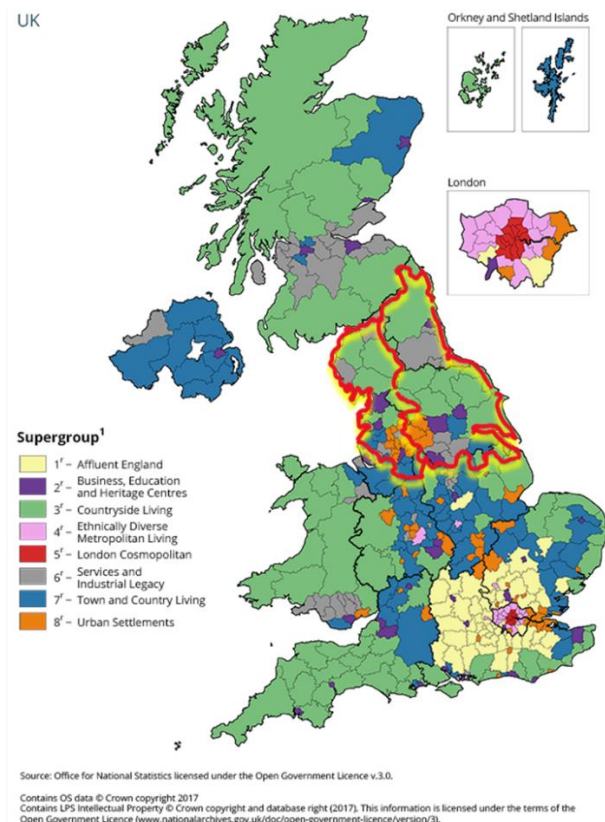 UK
Orkney and Shetland Islands
London
Supergroup¹
1ʳ – Affluent England
2ʳ – Business, Education
and Heritage Centres
3ʳ – Countryside Living
4ʳ – Ethnically Diverse
Metropolitan Living
5ʳ – London Cosmopolitan
6ʳ – Services and
Industrial Legacy
7ʳ – Town and Country Living
8ʳ – Urban Settlements
Source: Office for National Statistics licensed under the Open Government Licence v.3.0.
Contains OS data © Crown copyright 2017
Contains LPS Intellectual Property © Crown copyright and database right (2017). This information is licensed under the terms of the
Open Government Licence (www.nationalarchives.gov.uk/doc/open-government-licence/version/3).